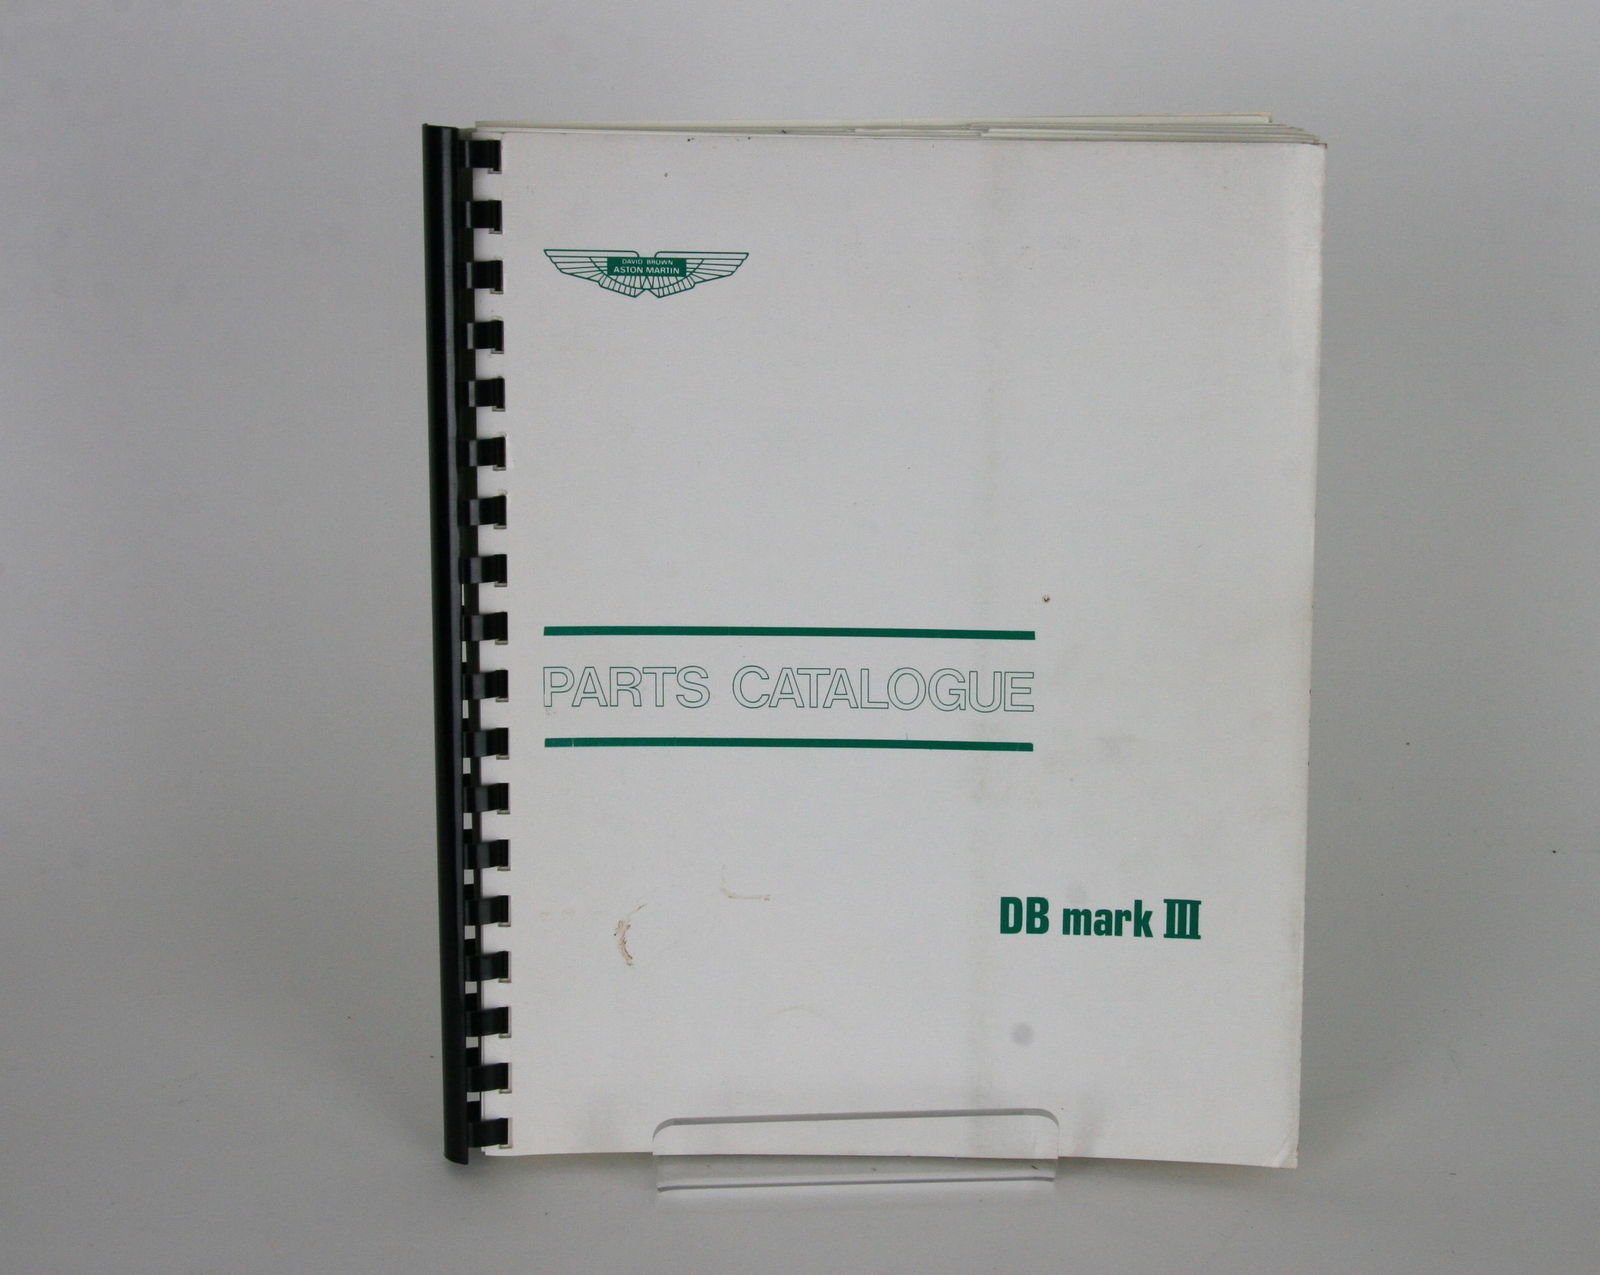 DAVID BROWN
ASTON MARTIN
PARTS CATALOGUE
DB mark III